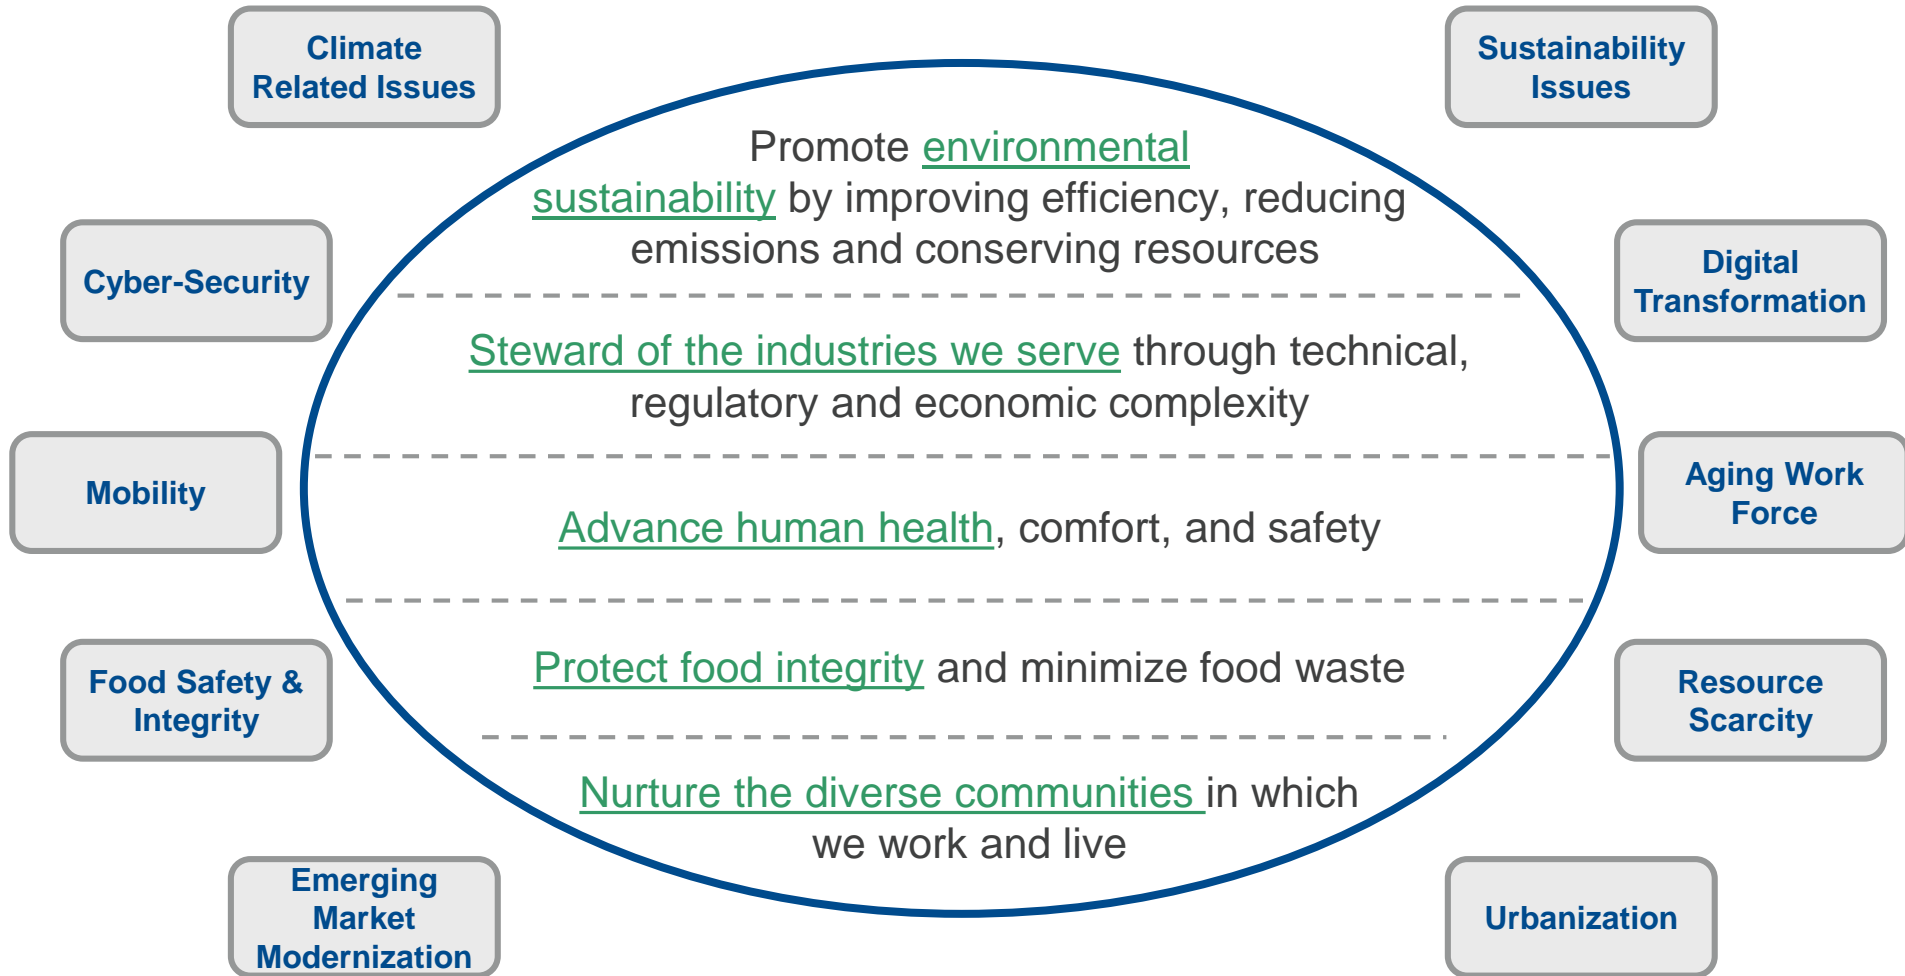 Climate
Related Issues
Sustainability
Issues
Promote environmental
sustainability by improving efficiency, reducing
emissions and conserving resources
Cyber-Security
Digital
Transformation
Steward of the industries we serve through technical,
regulatory and economic complexity
Mobility
Aging Work
Force
Advance human health, comfort, and safety
Food Safety &
Integrity
Protect food integrity and minimize food waste
Resource
Scarcity
Nurture the diverse communities in which
we work and live
Emerging
Market
Modernization
Urbanization